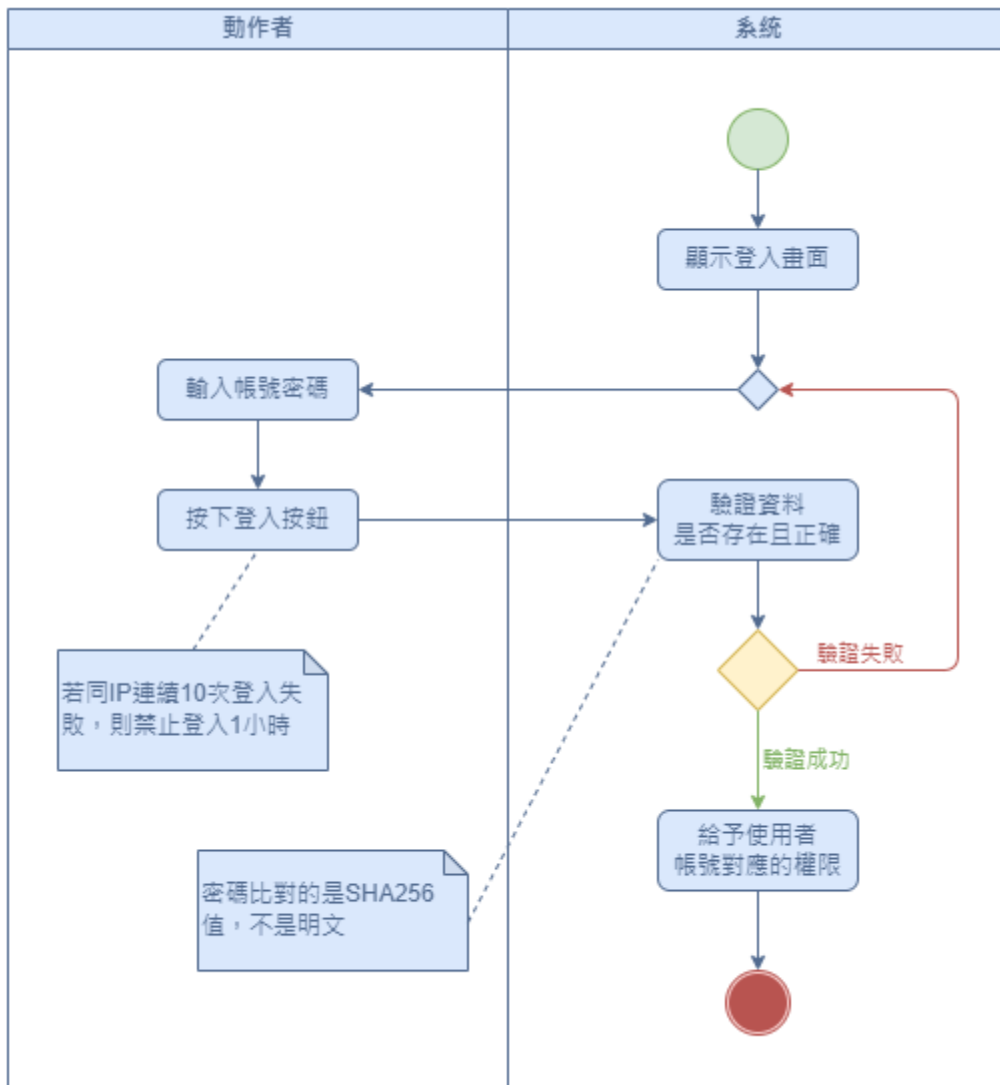 動作者
系統
顯示登入畫面
輸入帳號密碼
按下登入按鈕
驗證資料
是否存在且正確
驗證失敗
若同IP連續10次登入失
敗，則禁止登入1小時
驗證成功
給予使用者
帳號對應的權限
密碼比對的是SHA256
值，不是明文